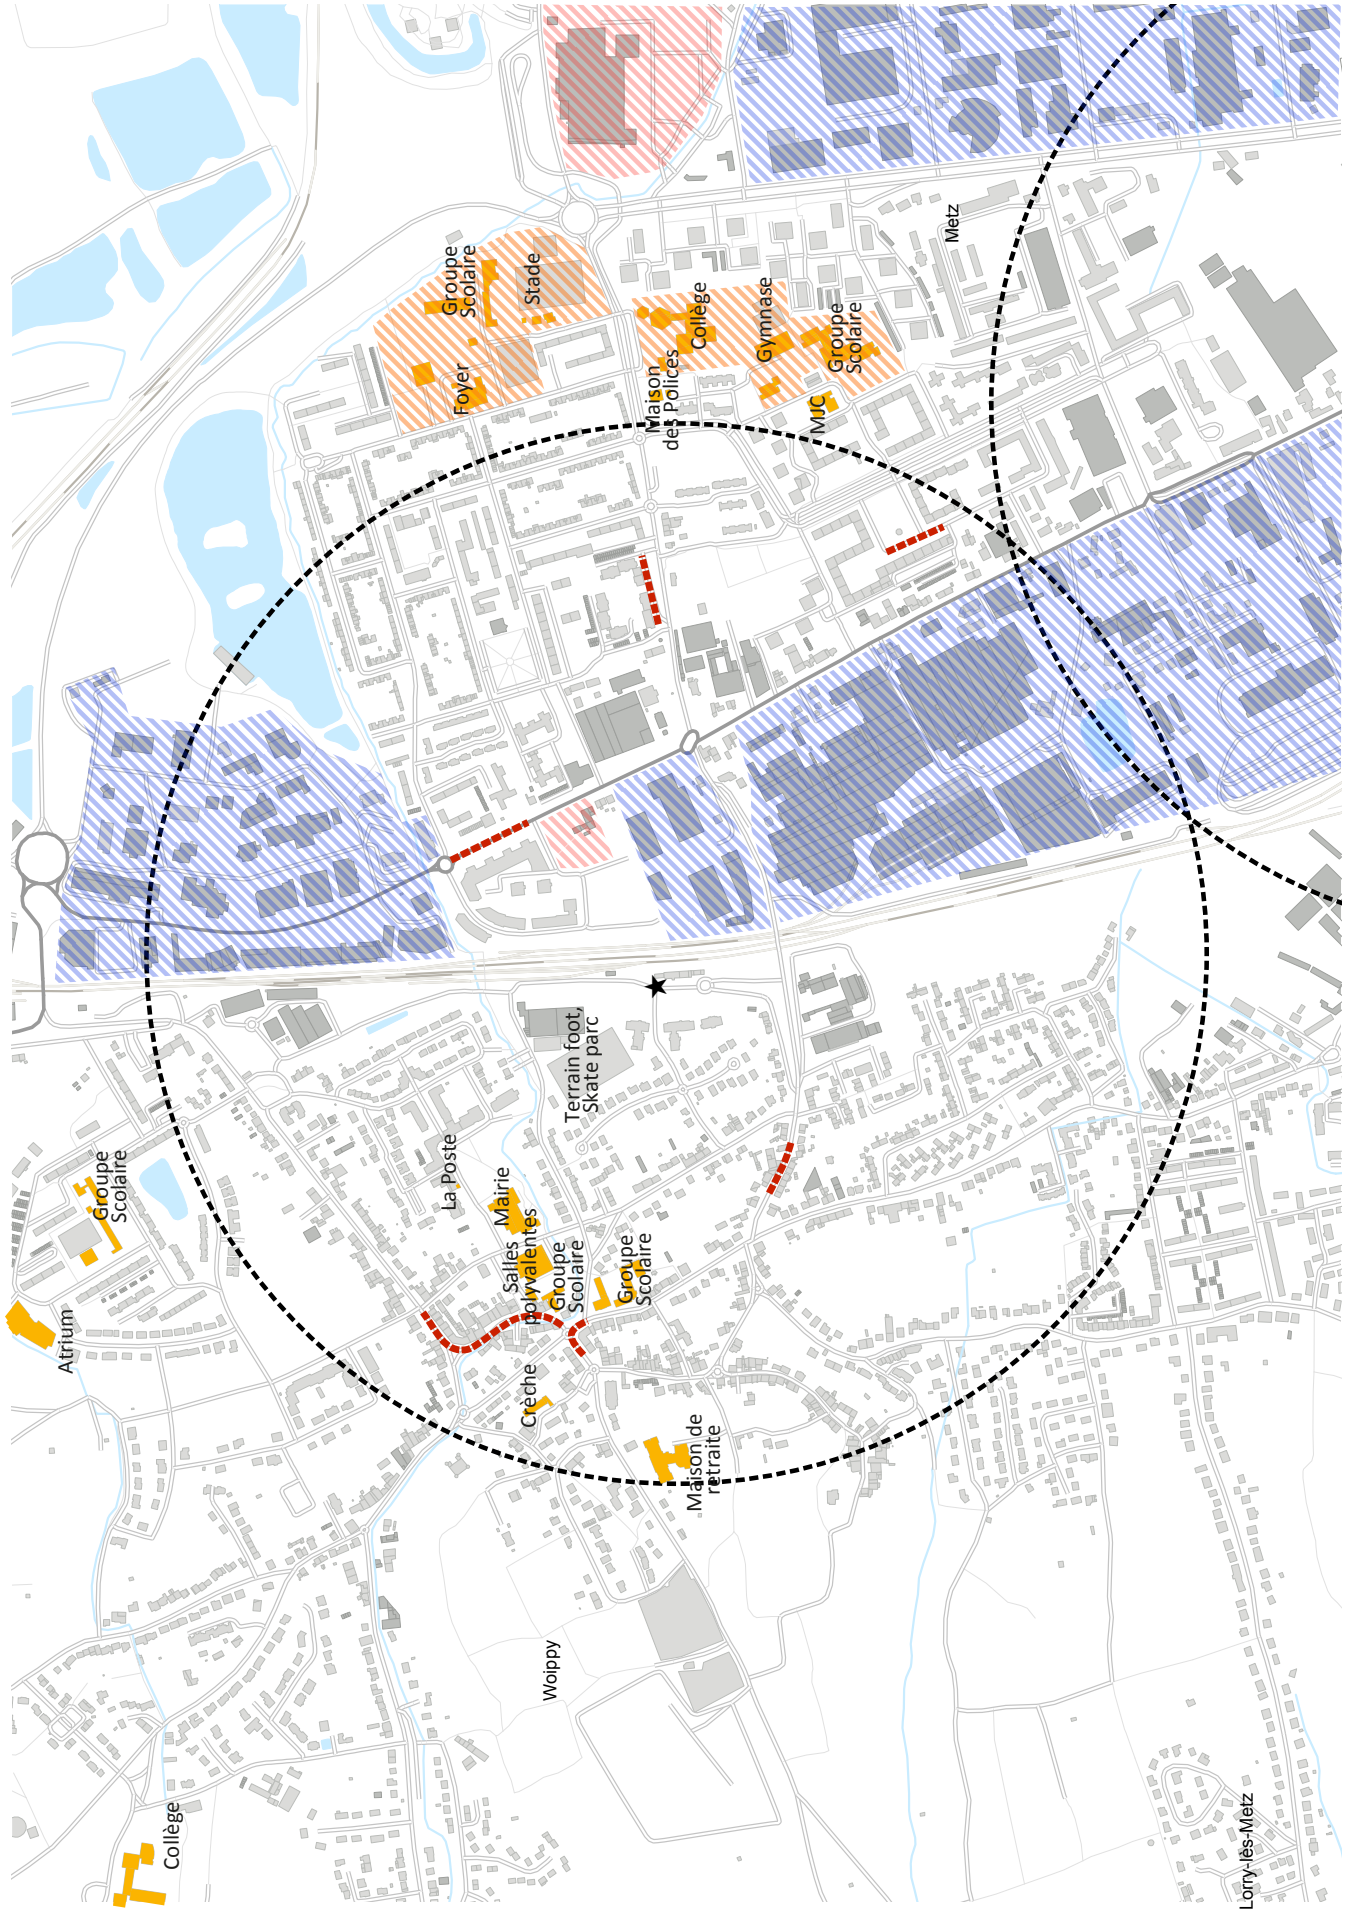 Atrium
Groupe
Scolaire
Collège
La Poste
Groupe
Scolaire
Foyer
Mairie
Salles
polyvalentes
Crèche
Stade
Woippy
Groupe
Scolaire
Terrain foot,
Skate parc
Groupe
Scolaire
Maison
des Polices
Maison de
retraite
Collège
Gymnase
MJC
Groupe
Scolaire
Metz
Lorry-lès-Metz